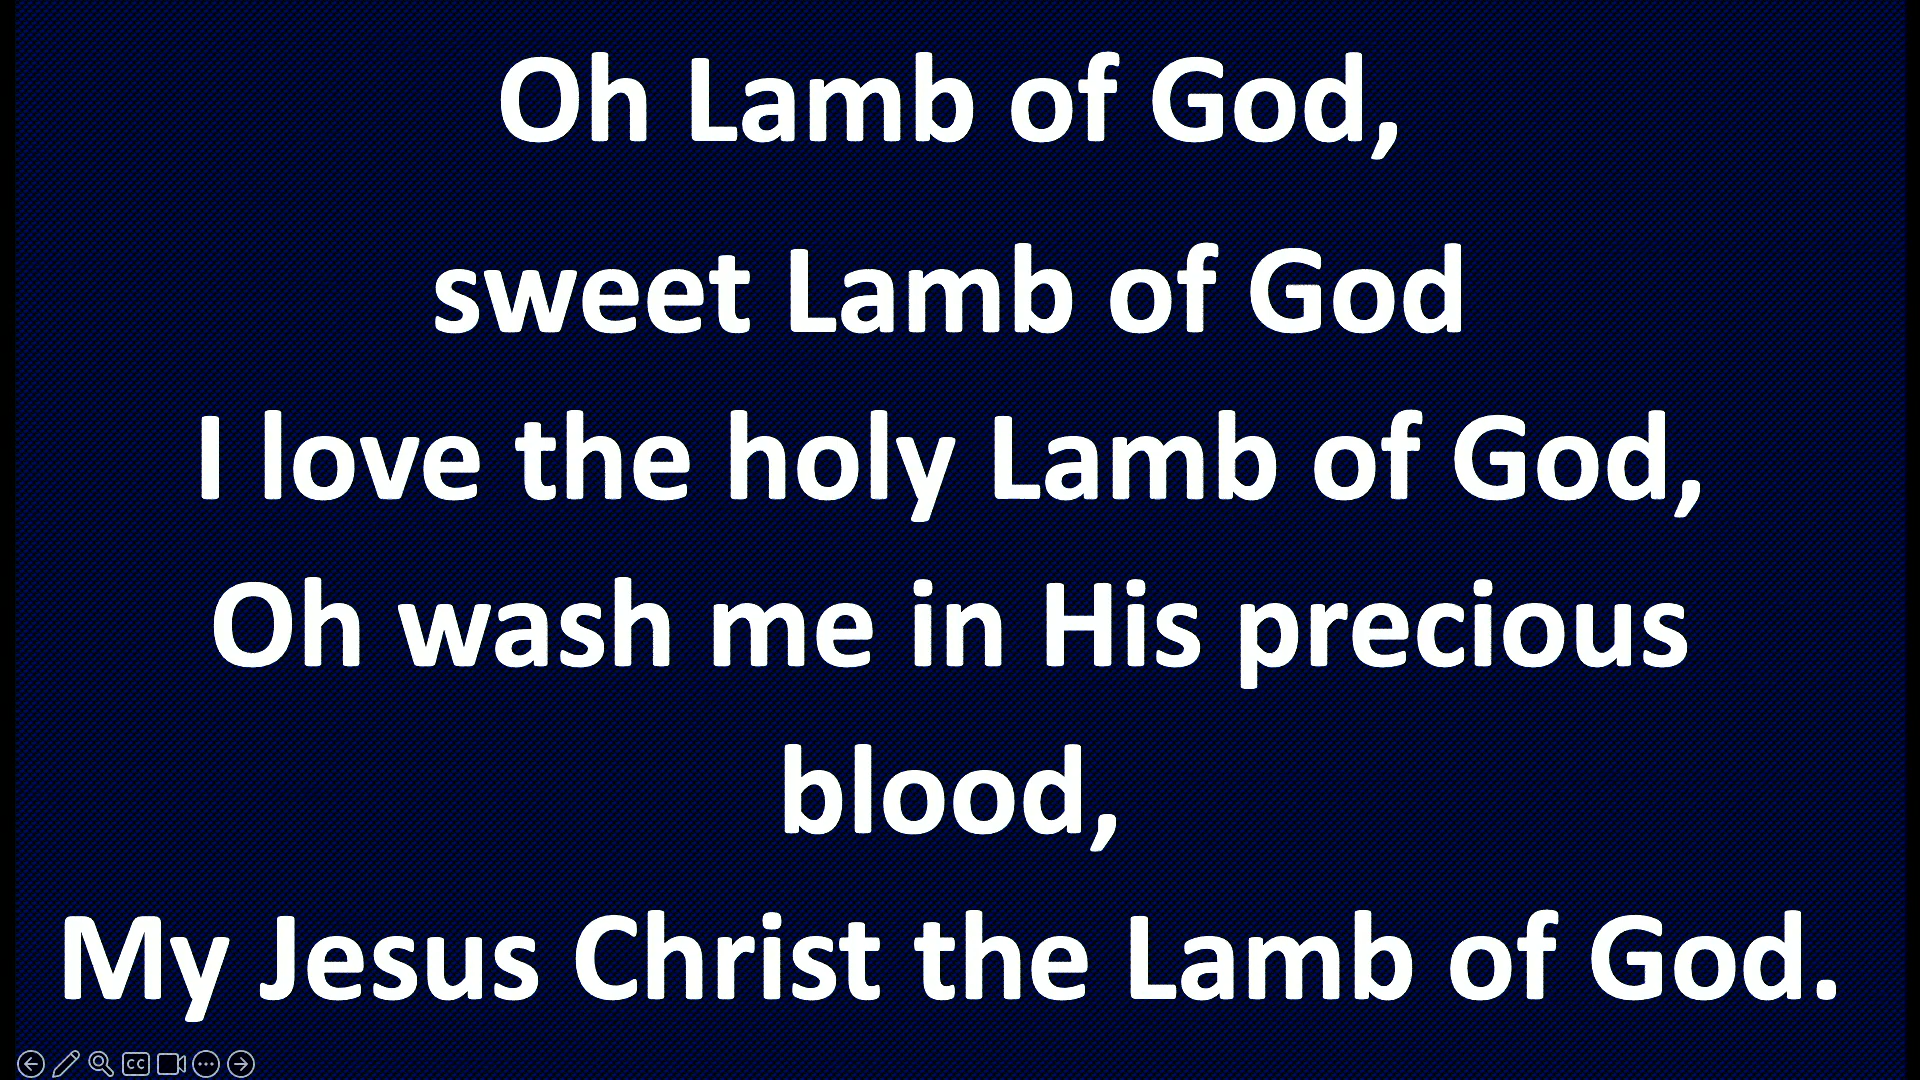 Oh Lamb of God,
sweet Lamb of God
I love the holy Lamb of God,
Oh wash me in His precious
blood,
My Jesus Christ the Lamb of God.
CC